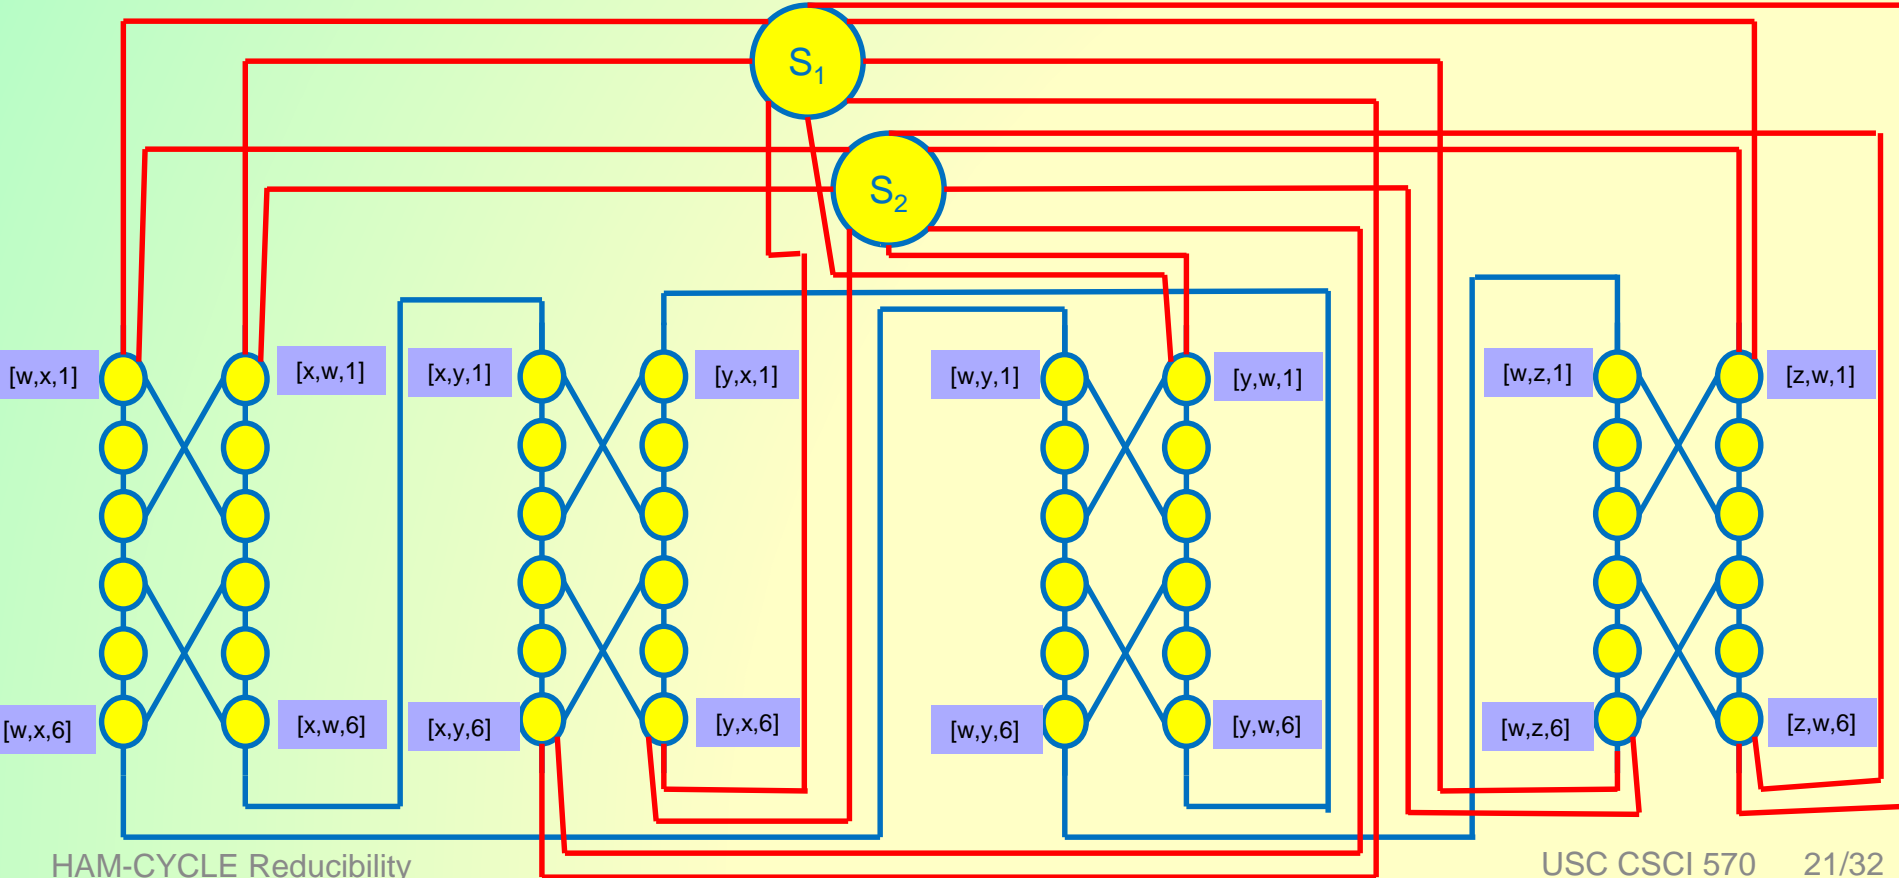 S1
S2
[w,x,1]
[x,w,1]
[x,y,1]
[y,x,1]
[w,y,1]
[y,w,1]
[w,z,1]
[z,w,1]
[w,x,6]
[x,w,6]
[x,y,6]
[y,x,6]
[w,y,6]
[y,w,6]
[w,z,6]
[z,w,6]
HAM-CYCLE Reducibility
USC CSCI 570 21/32